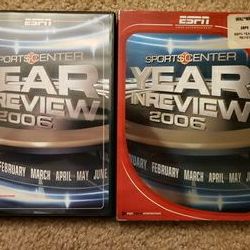 ESPN
SPORTSCENTER
YEAR
IN REVIEW
2006
FEBRUARY MARCH APRIL MAY JUNE
ESPN
SPORTSCENTER
YEAR
IN REVIEW
2006
FEBRUARY MARCH APRIL MAY JUNE